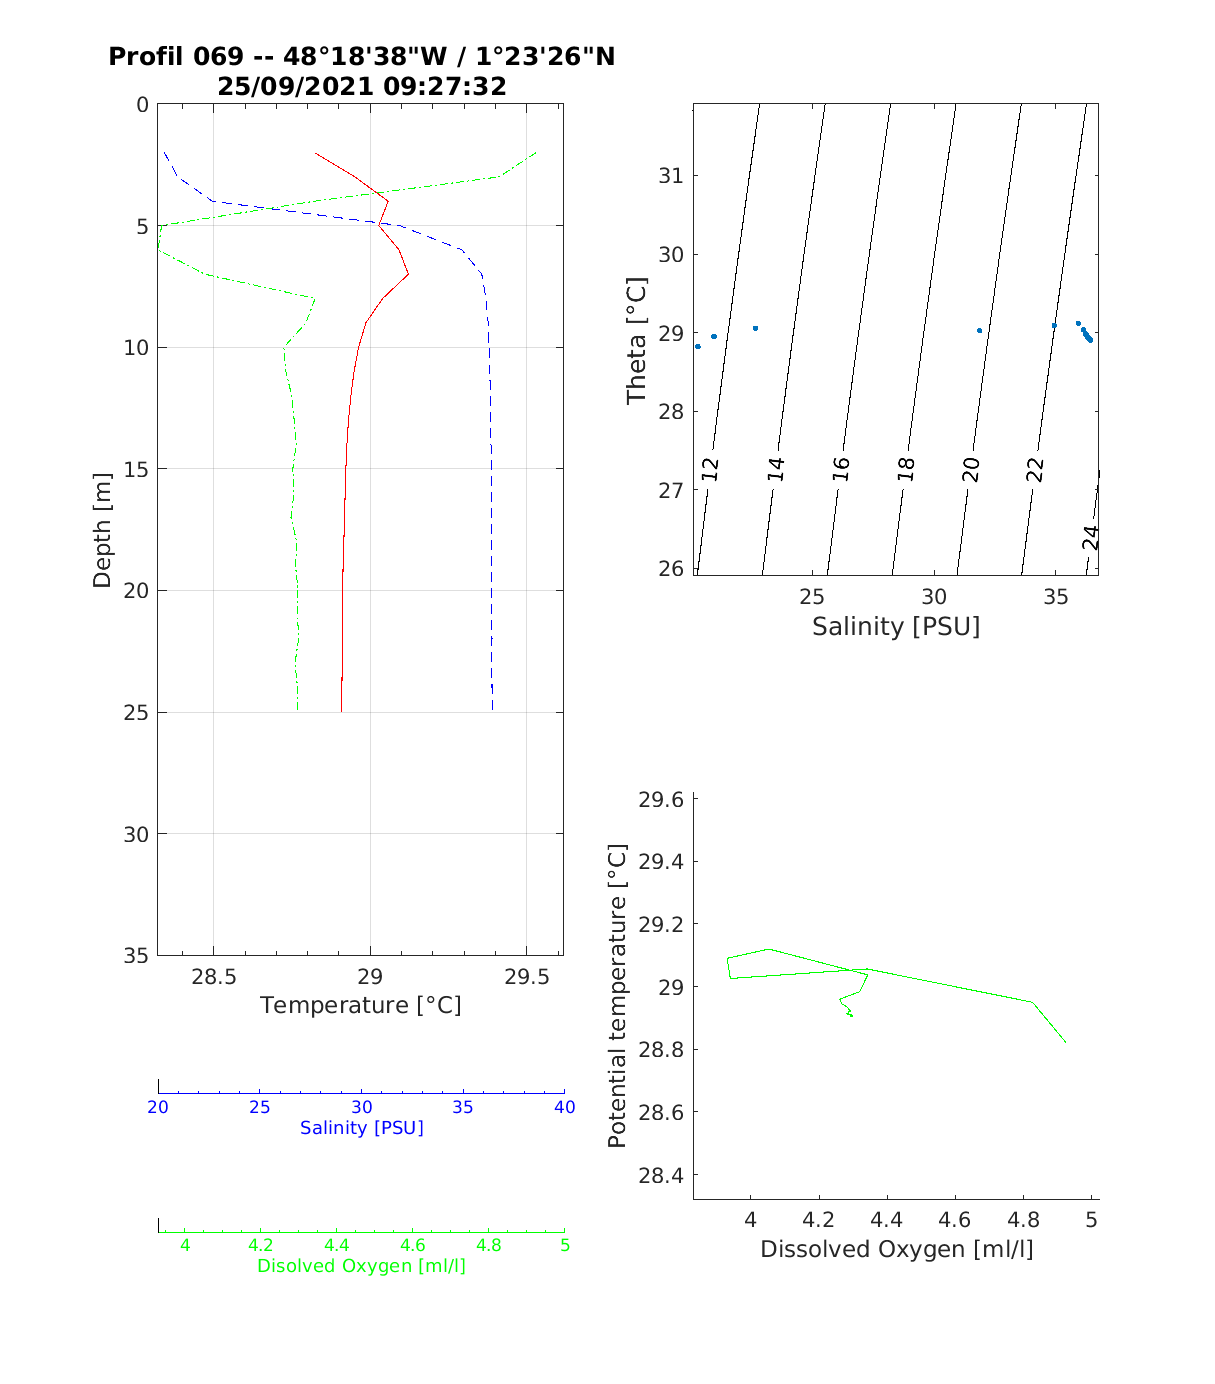 Profil 069 -- 48°18'38"W / 1°23'26"N
25/09/2021 09:27:32
0
5
10
15
20
25
30
35
Depth [m]
28.5 29 29.5
Temperature [°C]
20 25 30 35 40
Salinity [PSU]
4 4.2 4.4 4.6 4.8 5
Disolved Oxygen [ml/l]
31
30
29
28
27
26
Theta [°C]
12 14 16 18 20 22 24
25 30 35
Salinity [PSU]
29.6
29.4
29.2
29
28.8
28.6
28.4
Potential temperature [°C]
4 4.2 4.4 4.6 4.8 5
Dissolved Oxygen [ml/l]